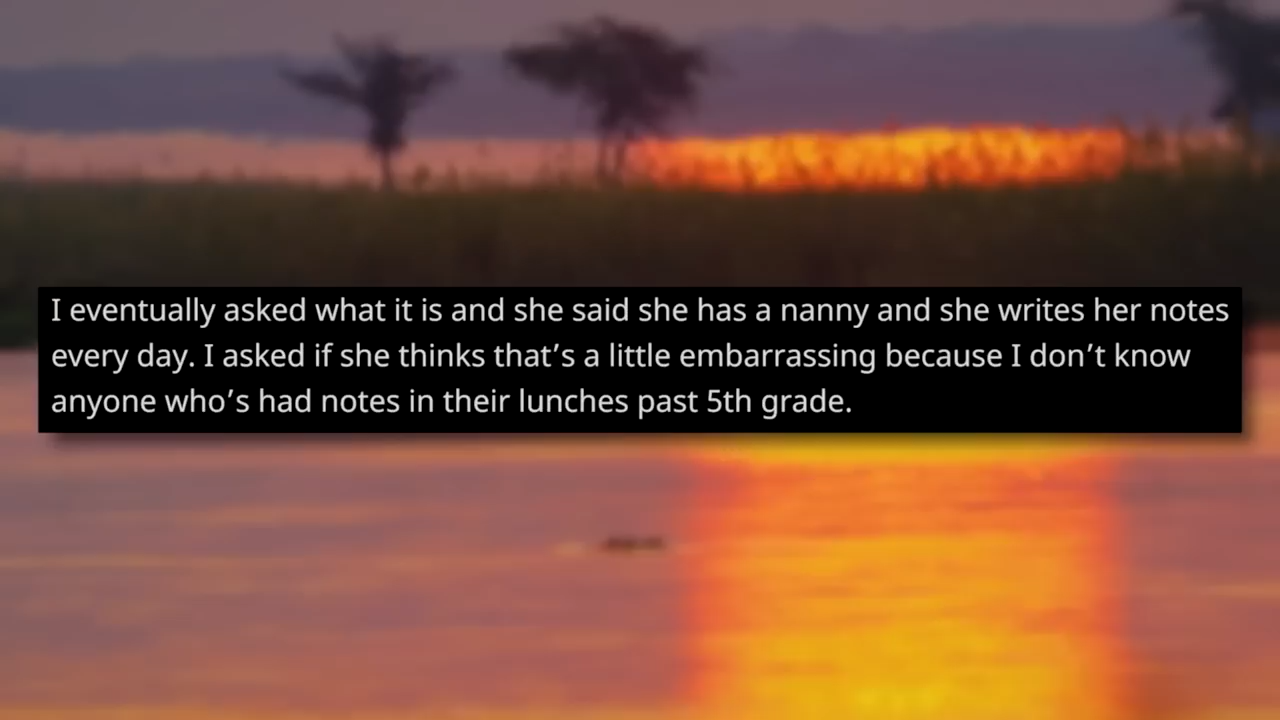 I eventually asked what it is and she said she has a nanny and she writes her notes
every day. I asked if she thinks that’s a little embarrassing because I don’t know
anyone who’s had notes in their lunches past 5th grade.